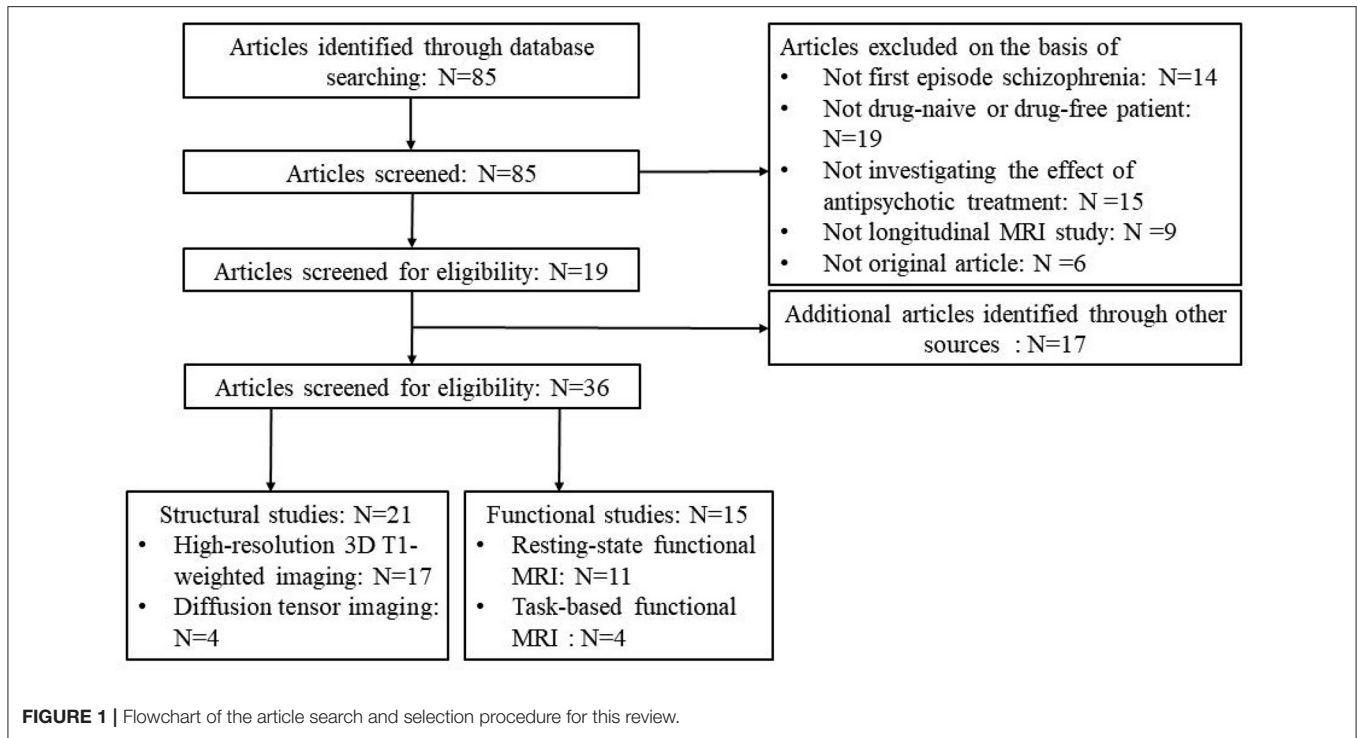 Articles identified through database
searching: N=85
Articles excluded on the basis of
• Not first episode schizophrenia: N=14
• Not drug-naive or drug-free patient:
N=19
• Not investigating the effect of
antipsychotic treatment: N =15
• Not longitudinal MRI study: N =9
• Not original article: N =6
Articles screened: N=85
Articles screened for eligibility: N=19
Additional articles identified through other
sources : N=17
Articles screened for eligibility: N=36
Structural studies: N=21
• High-resolution 3D T1-
weighted imaging: N=17
• Diffusion tensor imaging:
N=4
Functional studies: N=15
• Resting-state functional
MRI: N=11
• Task-based functional
MRI : N=4
FIGURE 1 | Flowchart of the article search and selection procedure for this review.